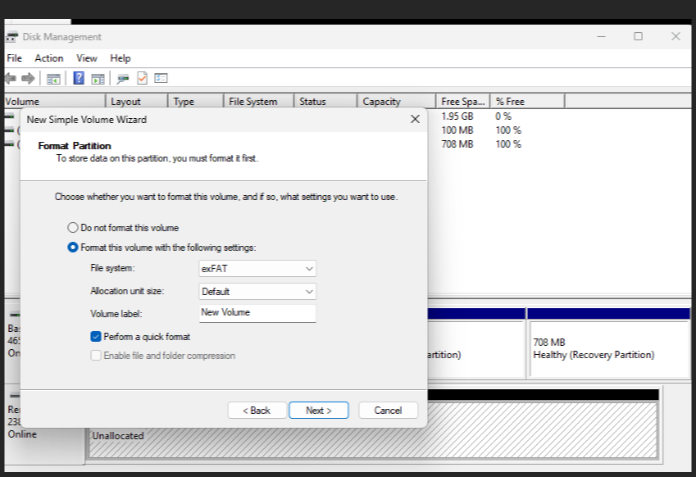 Disk Management
File Action View Help
Volume Layout Type File System Status Capacity Free Spa... % Free
1.95 GB 0 %
100 MB 100 %
708 MB 100 %
New Simple Volume Wizard
Format Partition
To store data on this partition, you must format it first.
Choose whether you want to format this volume, and if so, what settings you want to use.
Do not format this volume
Format this volume with the following settings:
File system: exFAT
Allocation unit size: Default
Volume label: New Volume
Perform a quick format
Enable file and folder compression
< Back Next > Cancel
Ba
On
artition)
708 MB
Healthy (Recovery Partition)
Re
Online
Unallocated